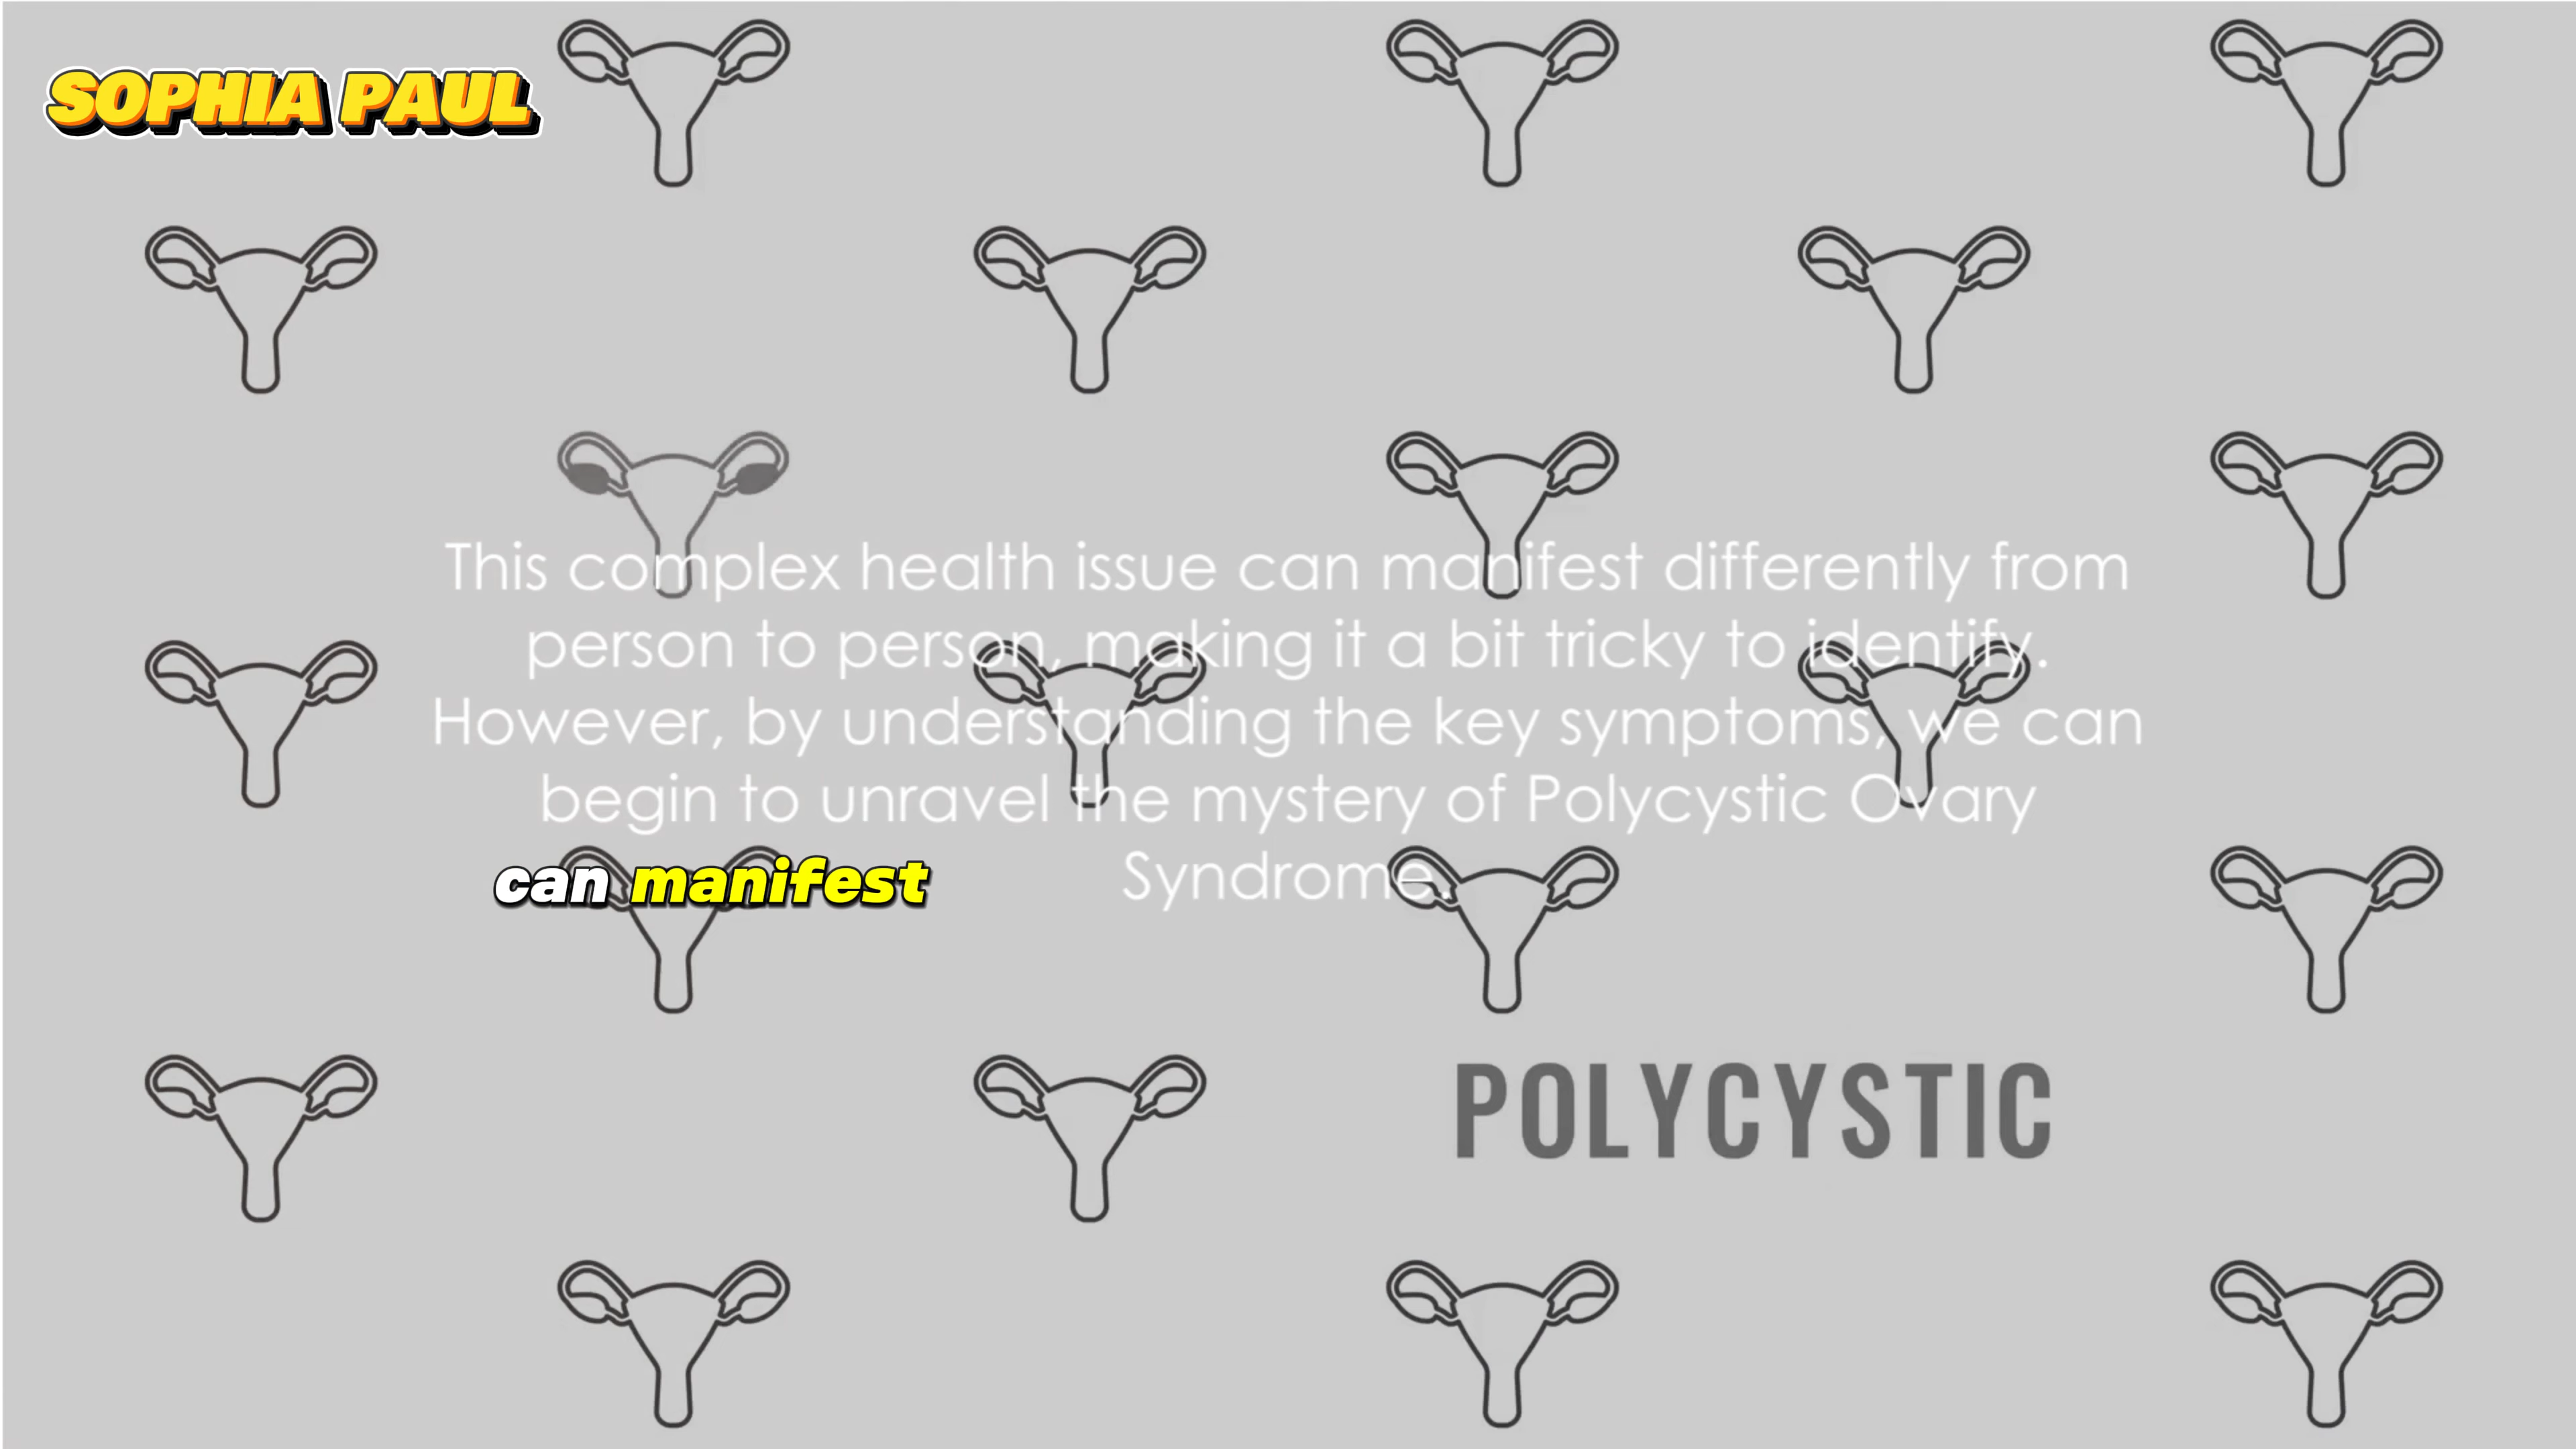 SOPHIA PAUL
This complex health issue can manifest differently from
person to person, making it a bit tricky to identify.
However, by understanding the key symptoms, we can
begin to unravel the mystery of Polycystic Ovary
Syndrome.
can manifest
POLYCYSTIC